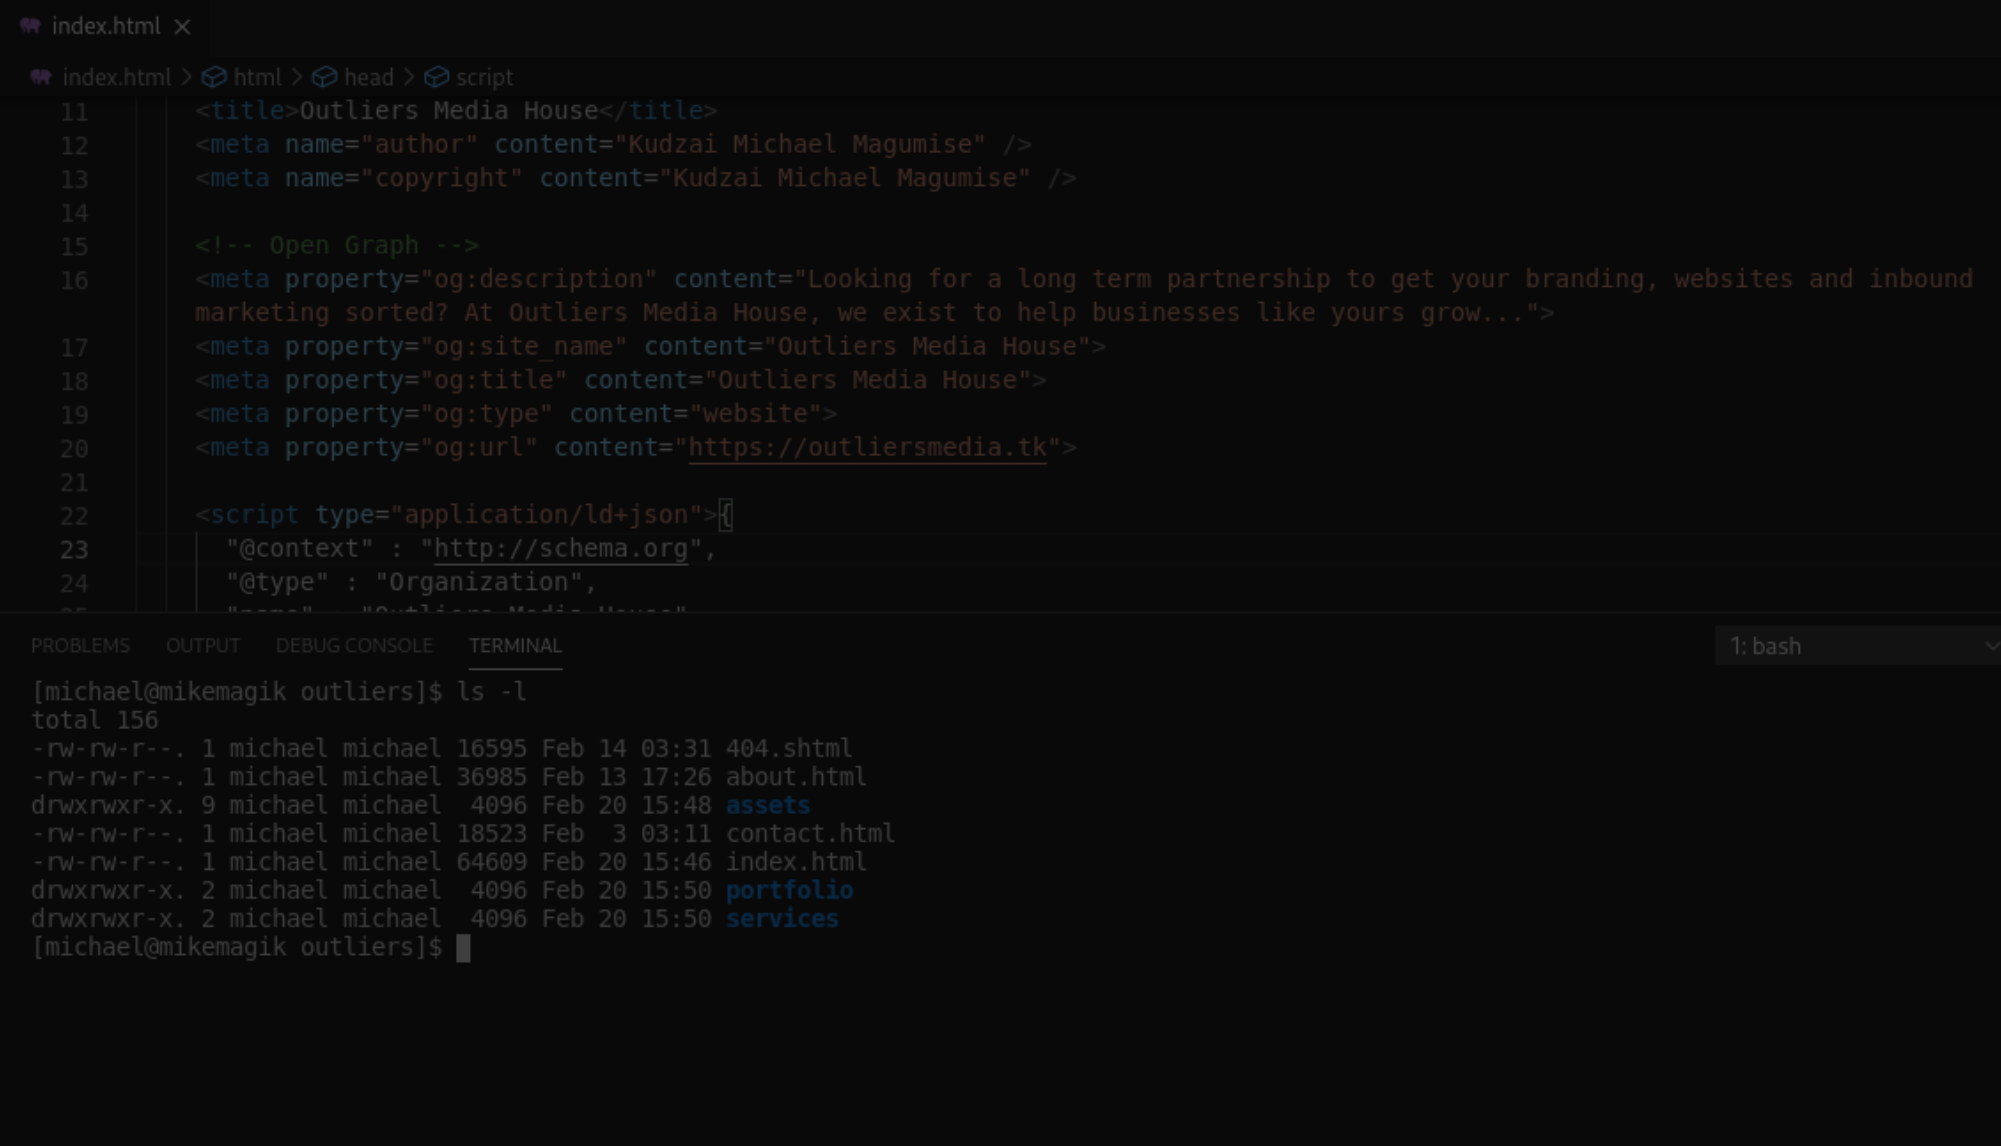 index.html
index.html > html > head > script
11 <title>Outliers Media House</title>
12 <meta name="author" content="Kudzai Michael Magumise" />
13 <meta name="copyright" content="Kudzai Michael Magumise" />
14
15 <!-- Open Graph -->
16 <meta property="og:description" content="Looking for a long term partnership to get your branding, websites and inbound
marketing sorted? At Outliers Media House, we exist to help businesses like yours grow...">
17 <meta property="og:site_name" content="Outliers Media House">
18 <meta property="og:title" content="Outliers Media House">
19 <meta property="og:type" content="website">
20 <meta property="og:url" content="https://outliersmedia.tk">
21
22 <script type="application/ld+json">{
23 "@context" : "http://schema.org",
24 "@type" : "Organization",
25 "name" : "Outliers Media House"
PROBLEMS OUTPUT DEBUG CONSOLE TERMINAL 1: bash
[michael@mikemagik outliers]$ ls -l
total 156
-rw-rw-r--. 1 michael michael 16595 Feb 14 03:31 404.shtml
-rw-rw-r--. 1 michael michael 36985 Feb 13 17:26 about.html
drwxrwxr-x. 9 michael michael  4096 Feb 20 15:48 assets
-rw-rw-r--. 1 michael michael 18523 Feb  3 03:11 contact.html
-rw-rw-r--. 1 michael michael 64609 Feb 20 15:46 index.html
drwxrwxr-x. 2 michael michael  4096 Feb 20 15:50 portfolio
drwxrwxr-x. 2 michael michael  4096 Feb 20 15:50 services
[michael@mikemagik outliers]$